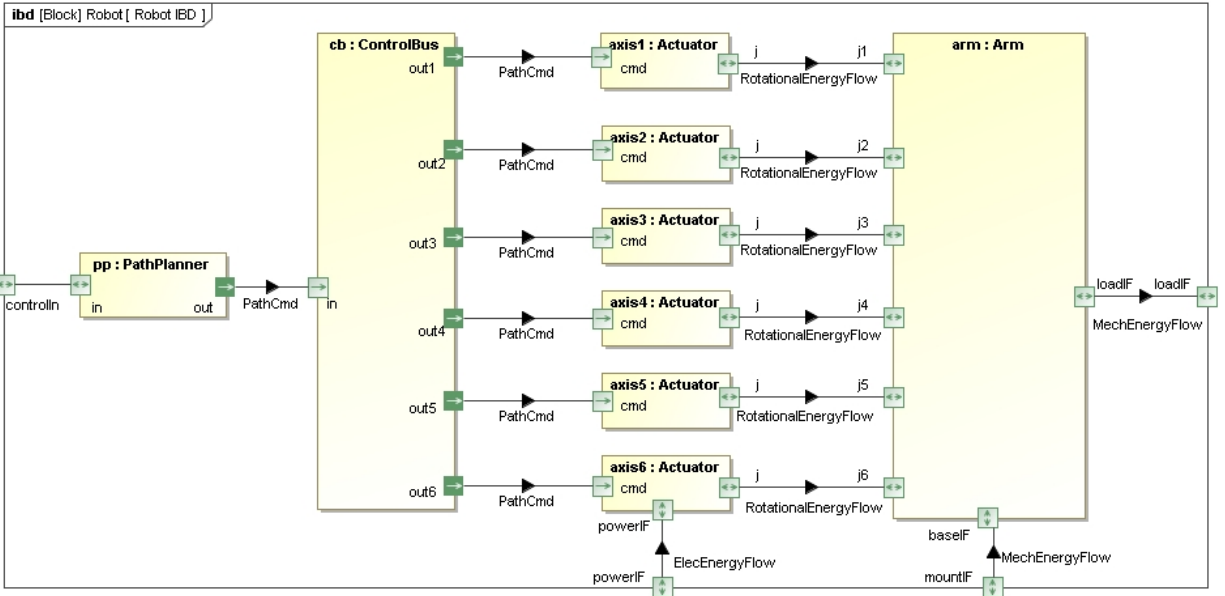 ibd [Block] Robot[ Robot IBD ]
cb : ControlBus
axis1 : Actuator
arm : Arm
out1
PathCmd
cmd
j
j1
RotationalEnergyFlow
axis2 : Actuator
out2
PathCmd
cmd
j
j2
RotationalEnergyFlow
axis3 : Actuator
out3
PathCmd
cmd
j
j3
RotationalEnergyFlow
pp : PathPlanner
controlIn
in
out
PathCmd
in
loadIF
loadIF
MechEnergyFlow
axis4 : Actuator
out4
PathCmd
cmd
j
j4
RotationalEnergyFlow
axis5 : Actuator
out5
PathCmd
cmd
j
j5
RotationalEnergyFlow
axis6 : Actuator
out6
PathCmd
cmd
j
j6
RotationalEnergyFlow
powerIF
baseIF
ElecEnergyFlow
MechEnergyFlow
powerIF
mountIF